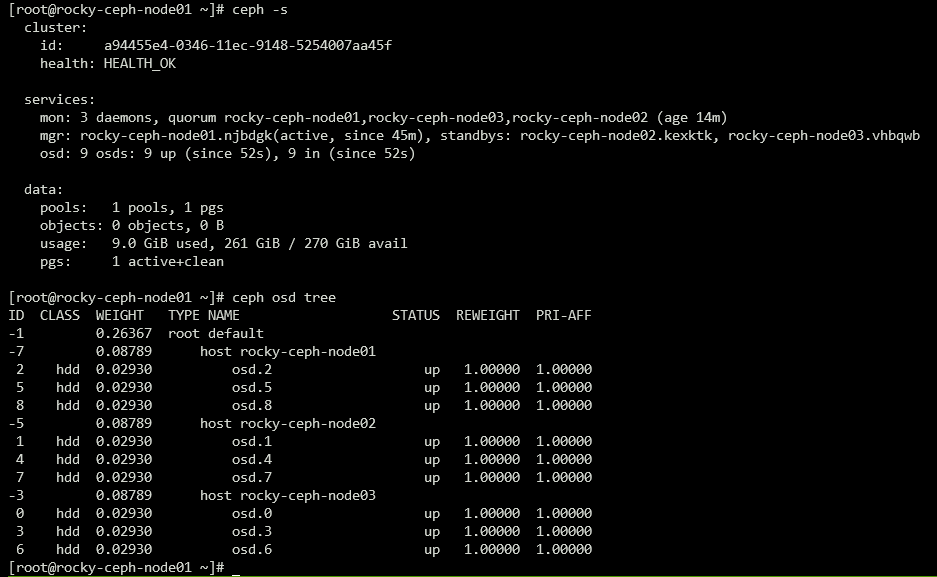 [root@rocky-ceph-node01 ~]# ceph -s
  cluster:
    id:     a94455e4-0346-11ec-9148-5254007aa45f
    health: HEALTH_OK

  services:
    mon: 3 daemons, quorum rocky-ceph-node01,rocky-ceph-node03,rocky-ceph-node02 (age 14m)
    mgr: rocky-ceph-node01.njbdgk(active, since 45m), standbys: rocky-ceph-node02.kexktk, rocky-ceph-node03.vhbqwb
    osd: 9 osds: 9 up (since 52s), 9 in (since 52s)

  data:
    pools:   1 pools, 1 pgs
    objects: 0 objects, 0 B
    usage:   9.0 GiB used, 261 GiB / 270 GiB avail
    pgs:     1 active+clean

[root@rocky-ceph-node01 ~]# ceph osd tree
ID  CLASS  WEIGHT   TYPE NAME                   STATUS  REWEIGHT  PRI-AFF
-1         0.26367  root default
-7         0.08789      host rocky-ceph-node01
 2    hdd  0.02930          osd.2                   up   1.00000  1.00000
 5    hdd  0.02930          osd.5                   up   1.00000  1.00000
 8    hdd  0.02930          osd.8                   up   1.00000  1.00000
-5         0.08789      host rocky-ceph-node02
 1    hdd  0.02930          osd.1                   up   1.00000  1.00000
 4    hdd  0.02930          osd.4                   up   1.00000  1.00000
 7    hdd  0.02930          osd.7                   up   1.00000  1.00000
-3         0.08789      host rocky-ceph-node03
 0    hdd  0.02930          osd.0                   up   1.00000  1.00000
 3    hdd  0.02930          osd.3                   up   1.00000  1.00000
 6    hdd  0.02930          osd.6                   up   1.00000  1.00000
[root@rocky-ceph-node01 ~]# _